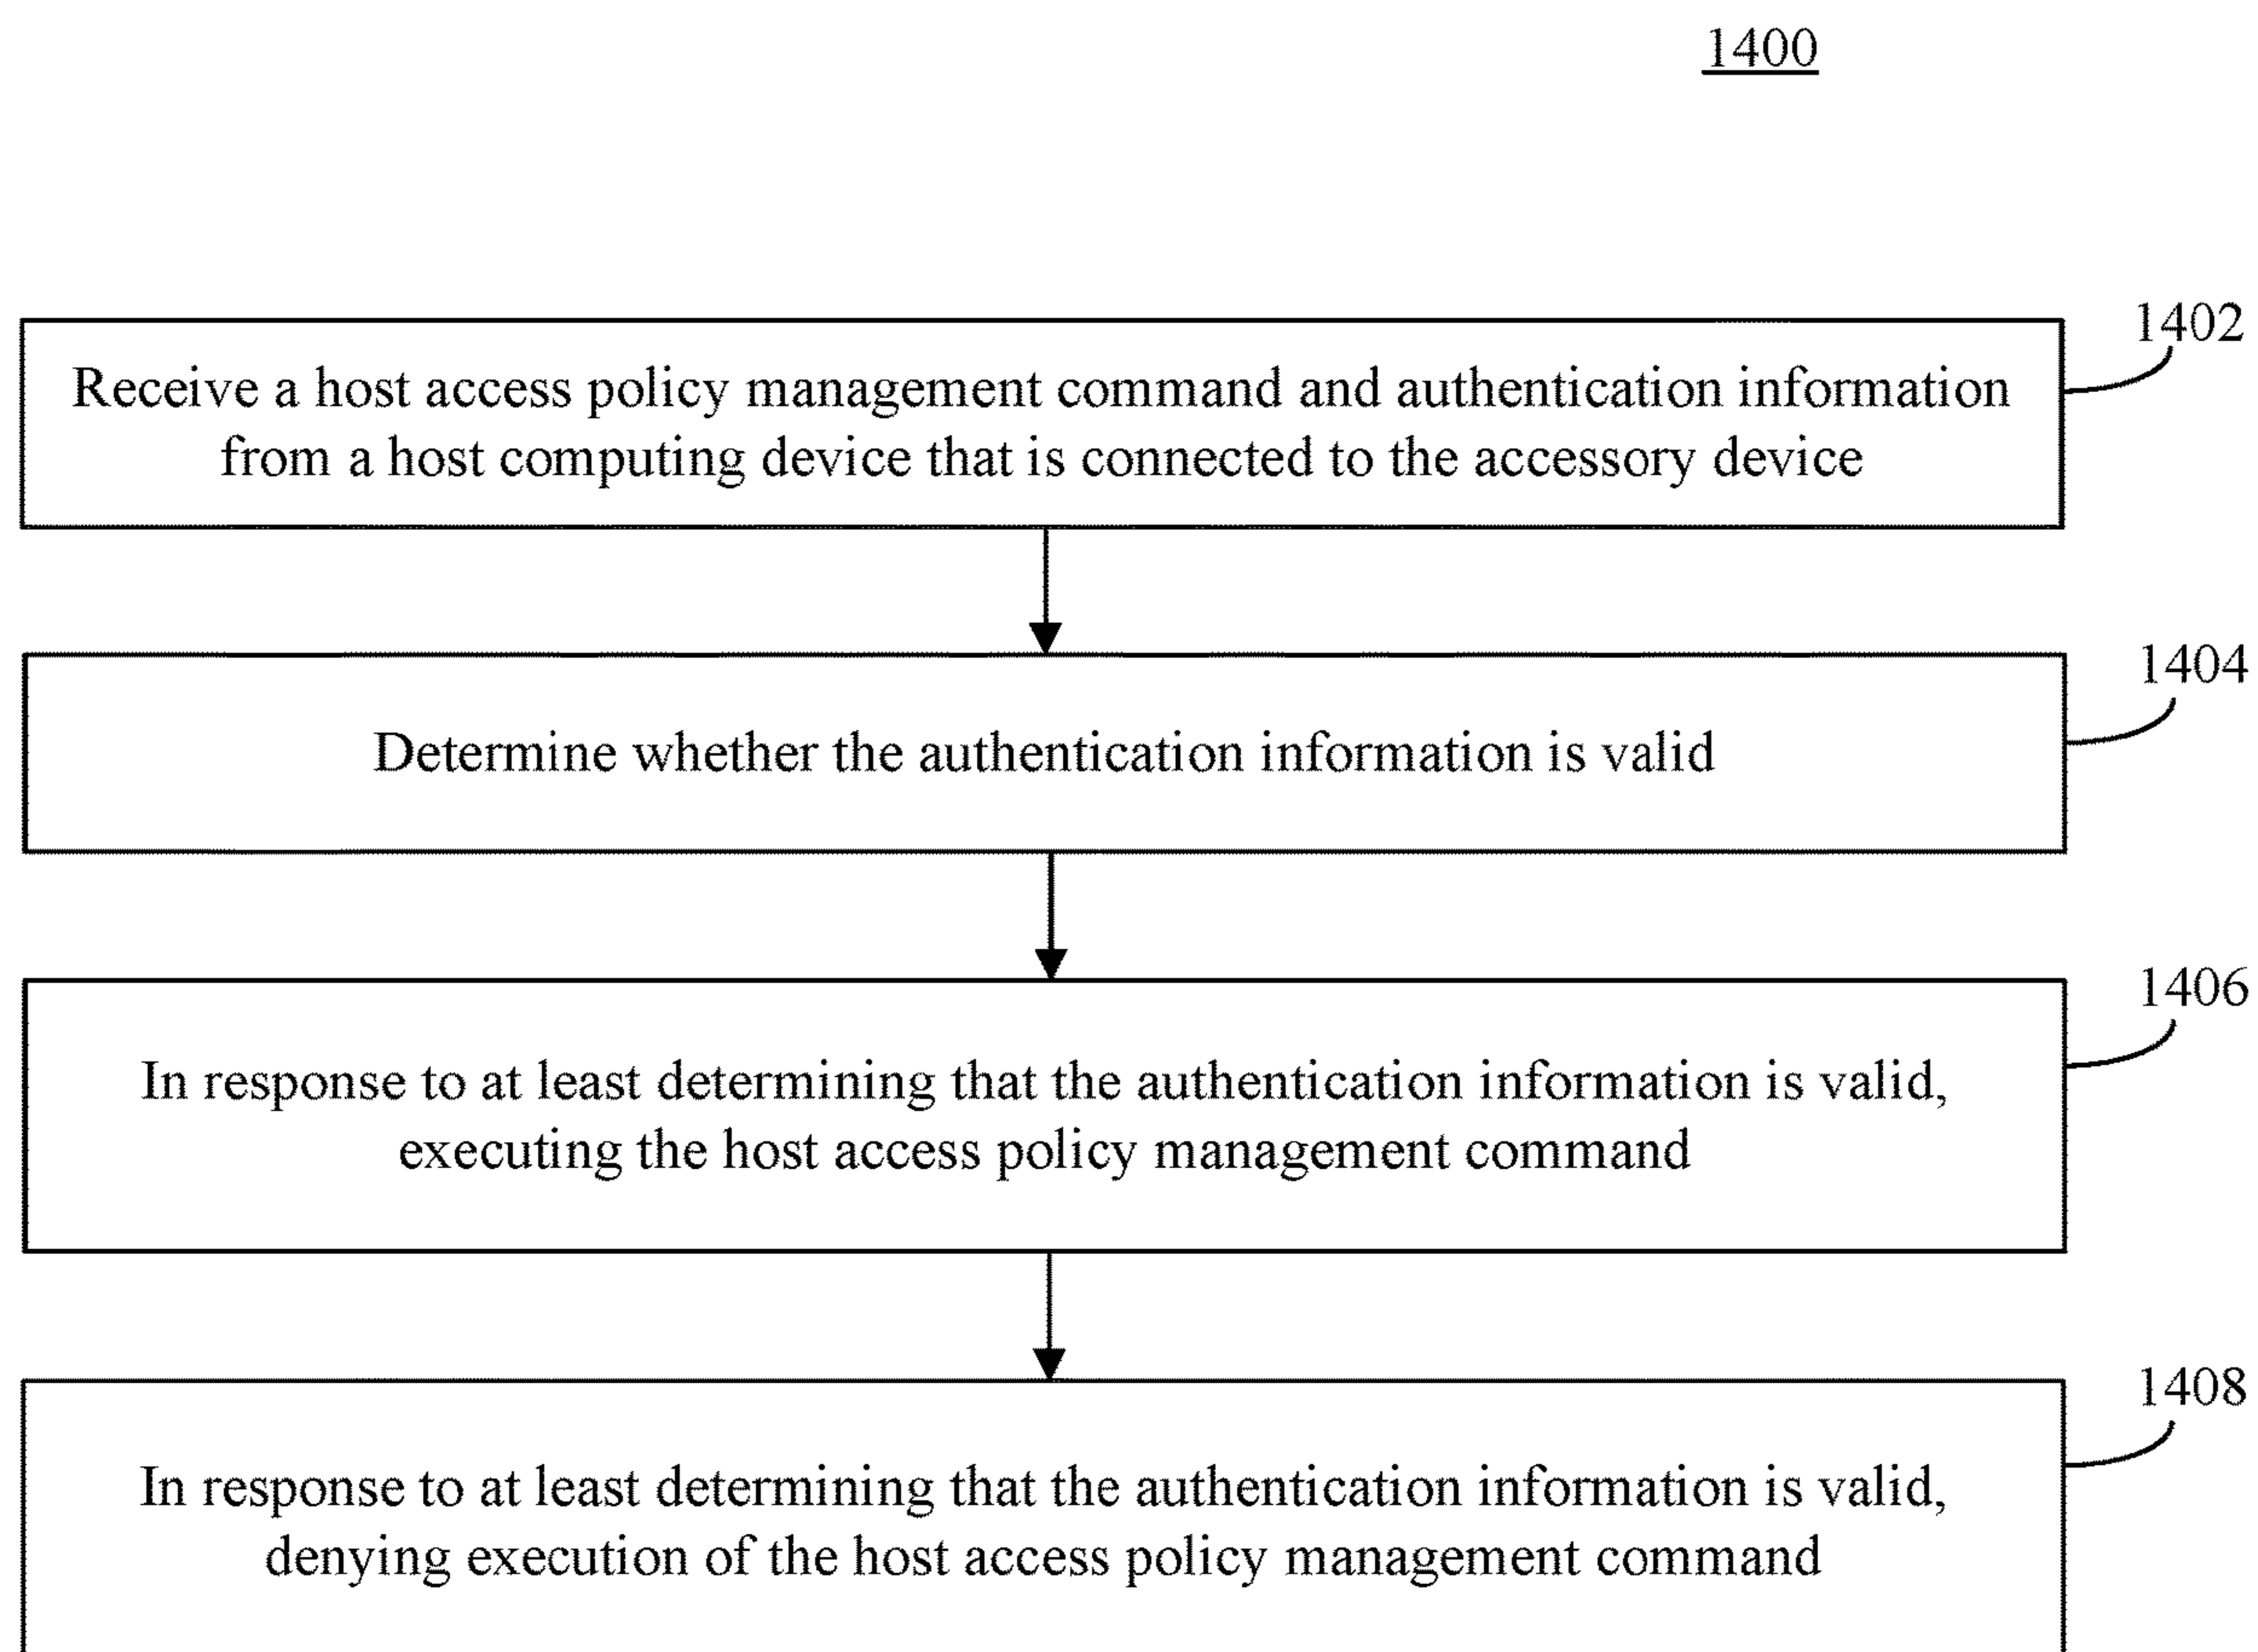 1400
1402
Receive a host access policy management command and authentication information
from a host computing device that is connected to the accessory device
1404
Determine whether the authentication information is valid
1406
In response to at least determining that the authentication information is valid,
executing the host access policy management command
1408
In response to at least determining that the authentication information is valid,
denying execution of the host access policy management command